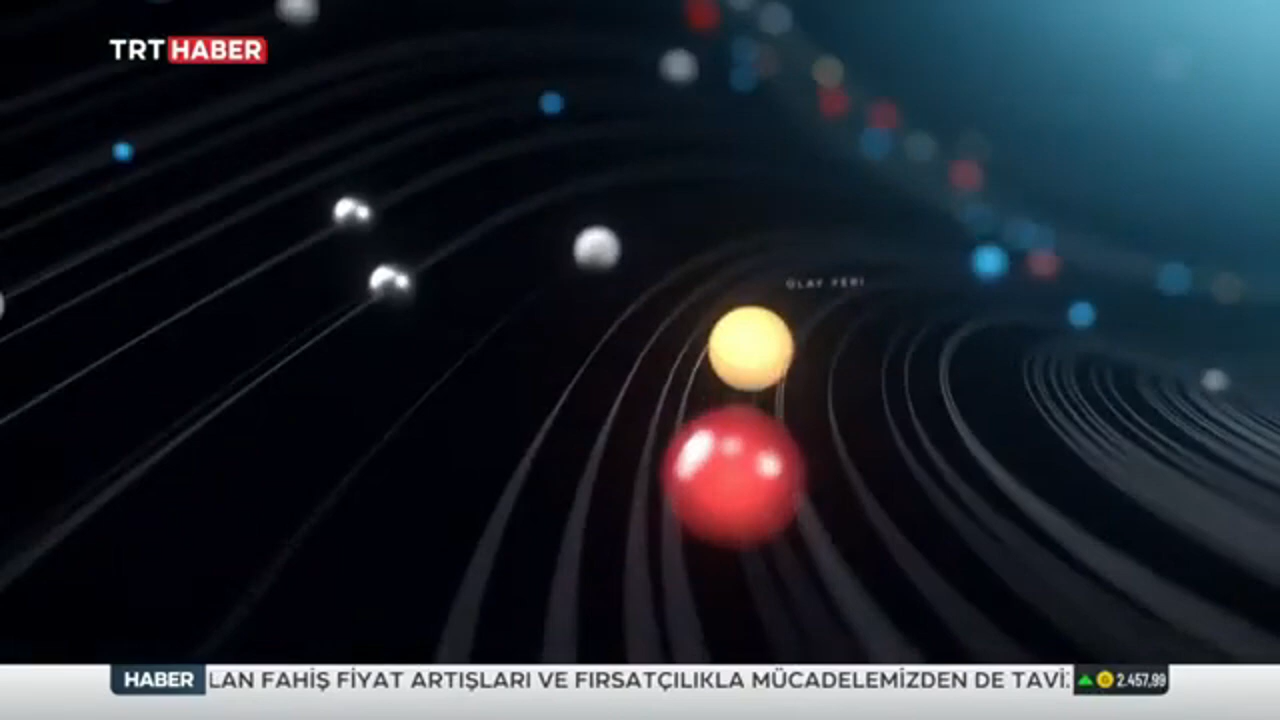 TRT HABER
OLAY YERİ
HABER LAN FAHİŞ FİYAT ARTIŞLARI VE FIRSATÇILIKLA MÜCADELEMİZDEN DE TAVİ 2.457,99